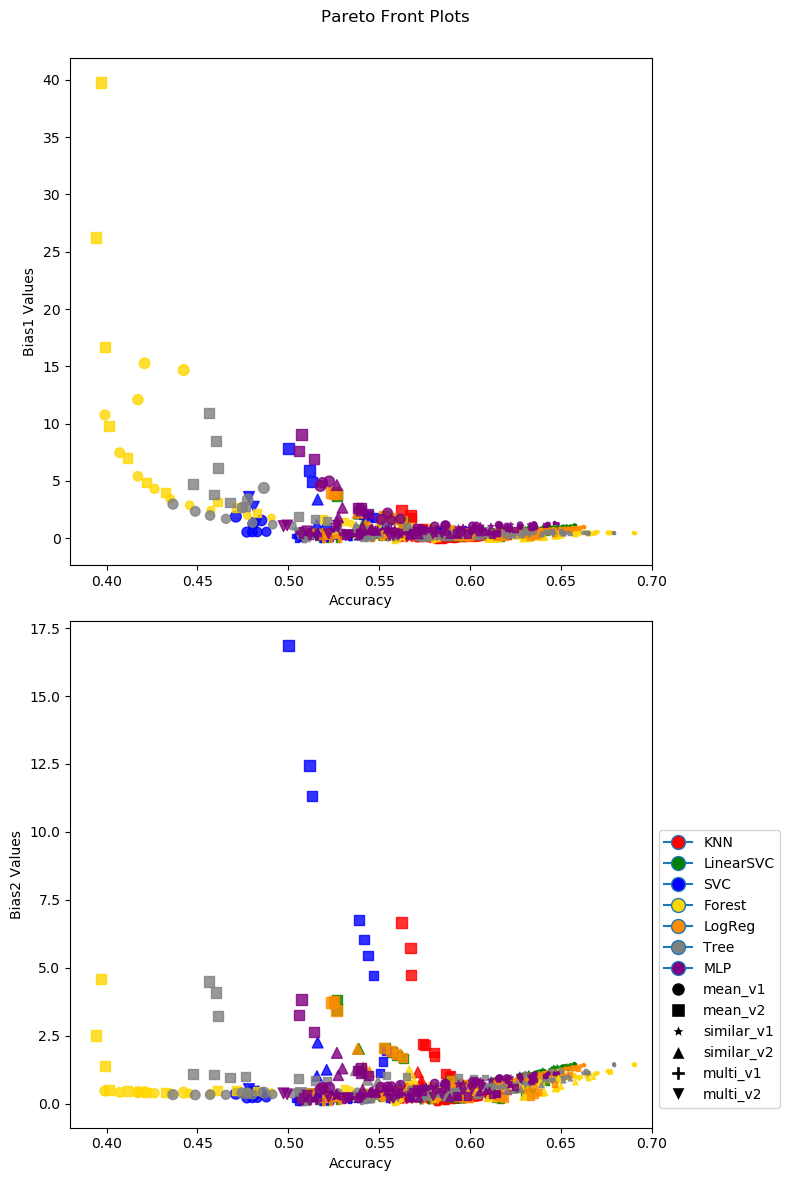 Pareto Front Plots
40
35
30
25
20
15
10
5
0
Bias1 Values
0.40 0.45 0.50 0.55 0.60 0.65 0.70
Accuracy
17.5
15.0
12.5
10.0
7.5
5.0
2.5
0.0
Bias2 Values
0.40 0.45 0.50 0.55 0.60 0.65 0.70
Accuracy
KNN
LinearSVC
SVC
Forest
LogReg
Tree
MLP
mean_v1
mean_v2
similar_v1
similar_v2
multi_v1
multi_v2